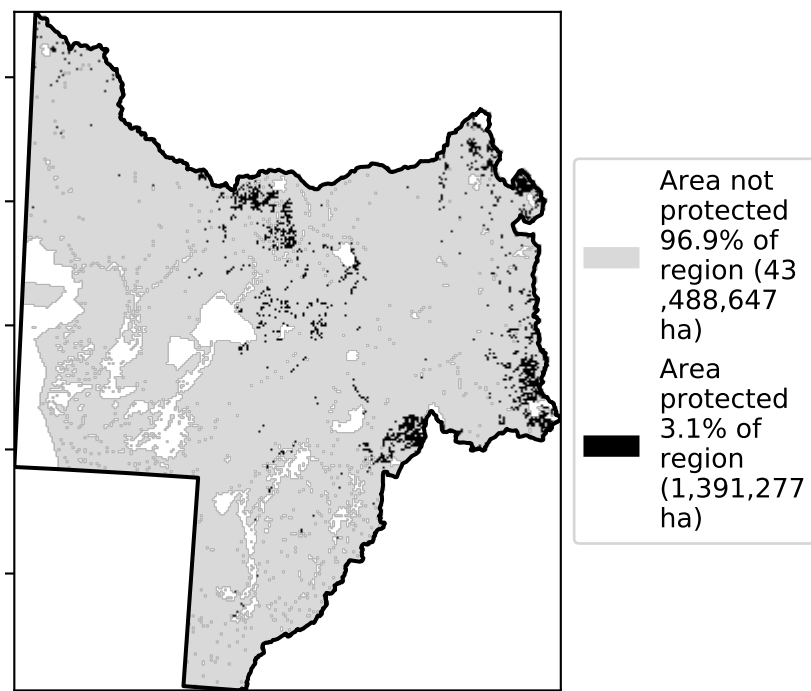 Area not
protected
96.9% of
region (43
,488,647
ha)
Area
protected
3.1% of
region
(1,391,277
ha)